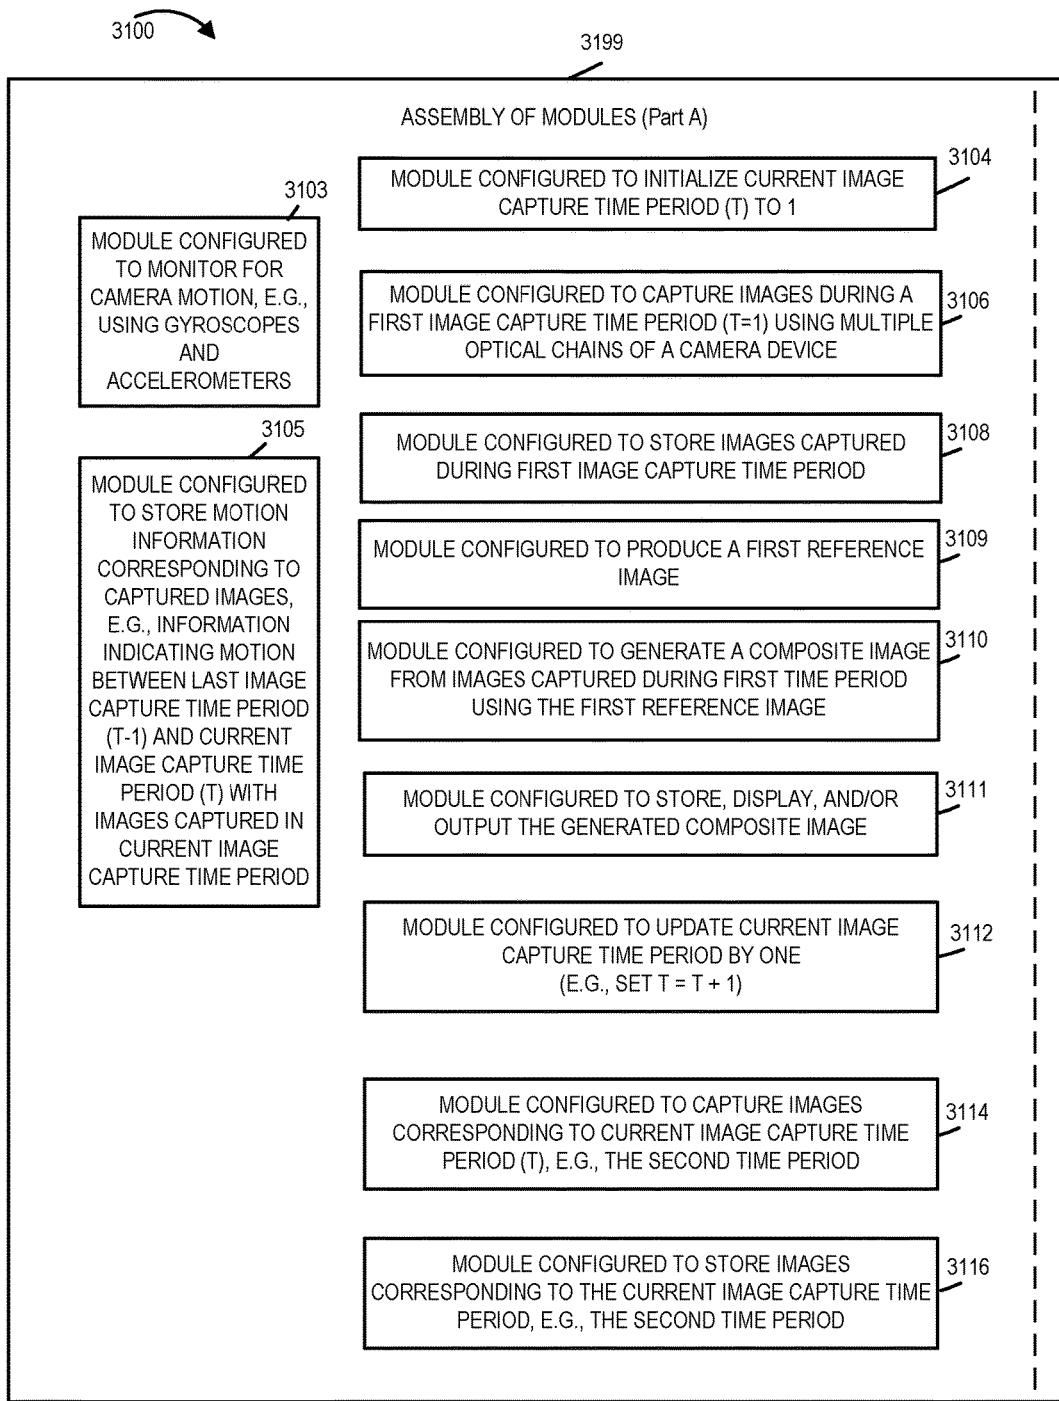 3100
3199
ASSEMBLY OF MODULES (Part A)
3103
MODULE CONFIGURED
TO MONITOR FOR
CAMERA MOTION, E.G.,
USING GYROSCOPES
AND
ACCELEROMETERS
3105
MODULE CONFIGURED
TO STORE MOTION
INFORMATION
CORRESPONDING TO
CAPTURED IMAGES,
E.G., INFORMATION
INDICATING MOTION
BETWEEN LAST IMAGE
CAPTURE TIME PERIOD
(T-1) AND CURRENT
IMAGE CAPTURE TIME
PERIOD (T) WITH
IMAGES CAPTURED IN
CURRENT IMAGE
CAPTURE TIME PERIOD
3104
MODULE CONFIGURED TO INITIALIZE CURRENT IMAGE
CAPTURE TIME PERIOD (T) TO 1
3106
MODULE CONFIGURED TO CAPTURE IMAGES DURING A
FIRST IMAGE CAPTURE TIME PERIOD (T=1) USING MULTIPLE
OPTICAL CHAINS OF A CAMERA DEVICE
3108
MODULE CONFIGURED TO STORE IMAGES CAPTURED
DURING FIRST IMAGE CAPTURE TIME PERIOD
3109
MODULE CONFIGURED TO PRODUCE A FIRST REFERENCE
IMAGE
3110
MODULE CONFIGURED TO GENERATE A COMPOSITE IMAGE
FROM IMAGES CAPTURED DURING FIRST TIME PERIOD
USING THE FIRST REFERENCE IMAGE
3111
MODULE CONFIGURED TO STORE, DISPLAY, AND/OR
OUTPUT THE GENERATED COMPOSITE IMAGE
3112
MODULE CONFIGURED TO UPDATE CURRENT IMAGE
CAPTURE TIME PERIOD BY ONE
(E.G., SET T = T + 1)
3114
MODULE CONFIGURED TO CAPTURE IMAGES
CORRESPONDING TO CURRENT IMAGE CAPTURE TIME
PERIOD (T), E.G., THE SECOND TIME PERIOD
3116
MODULE CONFIGURED TO STORE IMAGES
CORRESPONDING TO THE CURRENT IMAGE CAPTURE TIME
PERIOD, E.G., THE SECOND TIME PERIOD